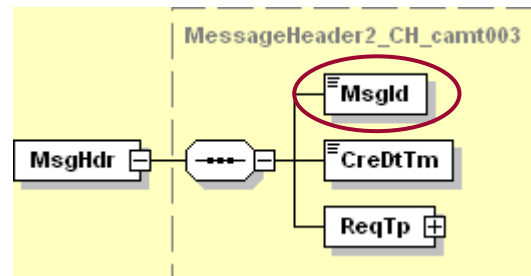 MessageHeader2_CH_camt003
MsgId
MsgHdr
CreDtTm
ReqTp